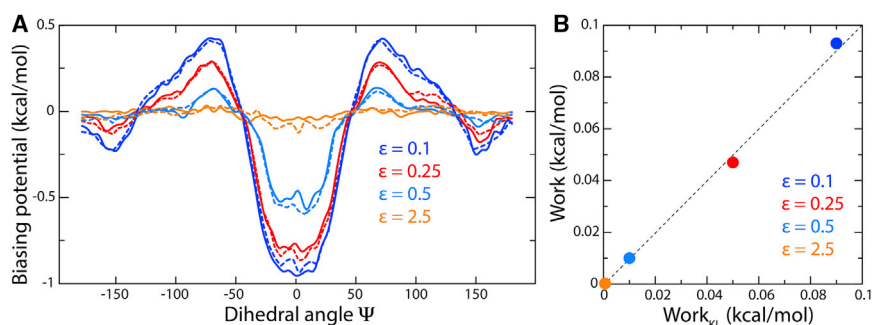 A
Biasing potential (kcal/mol)
0.5
0
-0.5
-1
-150
-100
-50
0
50
100
150
Dihedral angle Ψ
ε = 0.1
ε = 0.25
ε = 0.5
ε = 2.5
B
Work (kcal/mol)
0.1
0.08
0.06
0.04
0.02
0
0
0.02
0.04
0.06
0.08
0.1
Work_KL (kcal/mol)
ε = 0.1
ε = 0.25
ε = 0.5
ε = 2.5